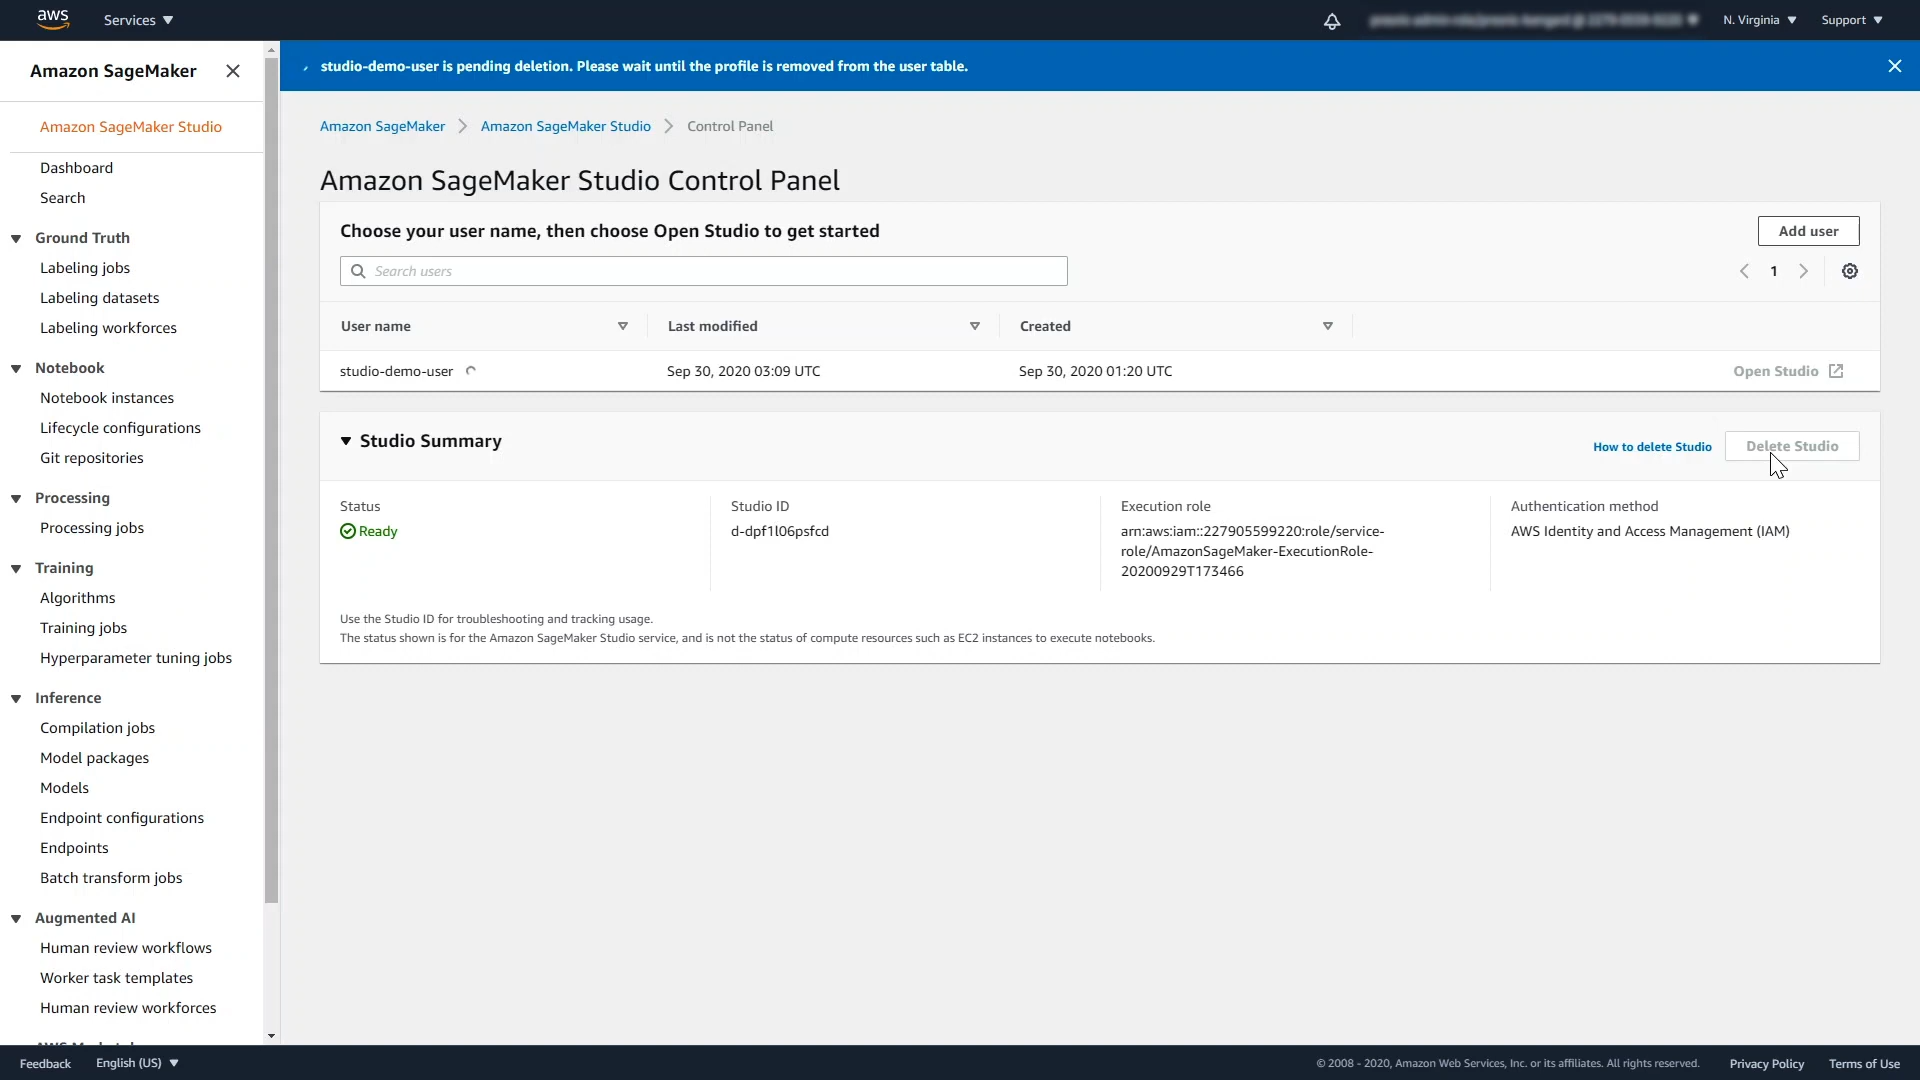 aws
Services
N. Virginia
Support
Amazon SageMaker
studio-demo-user is pending deletion. Please wait until the profile is removed from the user table.
Amazon SageMaker Studio
Dashboard
Search
Ground Truth
Labeling jobs
Labeling datasets
Labeling workforces
Notebook
Notebook instances
Lifecycle configurations
Git repositories
Processing
Processing jobs
Training
Algorithms
Training jobs
Hyperparameter tuning jobs
Inference
Compilation jobs
Model packages
Models
Endpoint configurations
Endpoints
Batch transform jobs
Augmented AI
Human review workflows
Worker task templates
Human review workforces
Amazon SageMaker
Amazon SageMaker Studio
Control Panel
Amazon SageMaker Studio Control Panel
Choose your user name, then choose Open Studio to get started
Add user
Search users
1
User name
Last modified
Created
studio-demo-user
Sep 30, 2020 03:09 UTC
Sep 30, 2020 01:20 UTC
Open Studio
Studio Summary
How to delete Studio
Delete Studio
Status
Ready
Studio ID
d-dpf1l06psfcd
Execution role
arn:aws:iam::227905599220:role/service-
role/AmazonSageMaker-ExecutionRole-
20200929T173466
Authentication method
AWS Identity and Access Management (IAM)
Use the Studio ID for troubleshooting and tracking usage.
The status shown is for the Amazon SageMaker Studio service, and is not the status of compute resources such as EC2 instances to execute notebooks.
Feedback
English (US)
© 2008 - 2020, Amazon Web Services, Inc. or its affiliates. All rights reserved.
Privacy Policy
Terms of Use